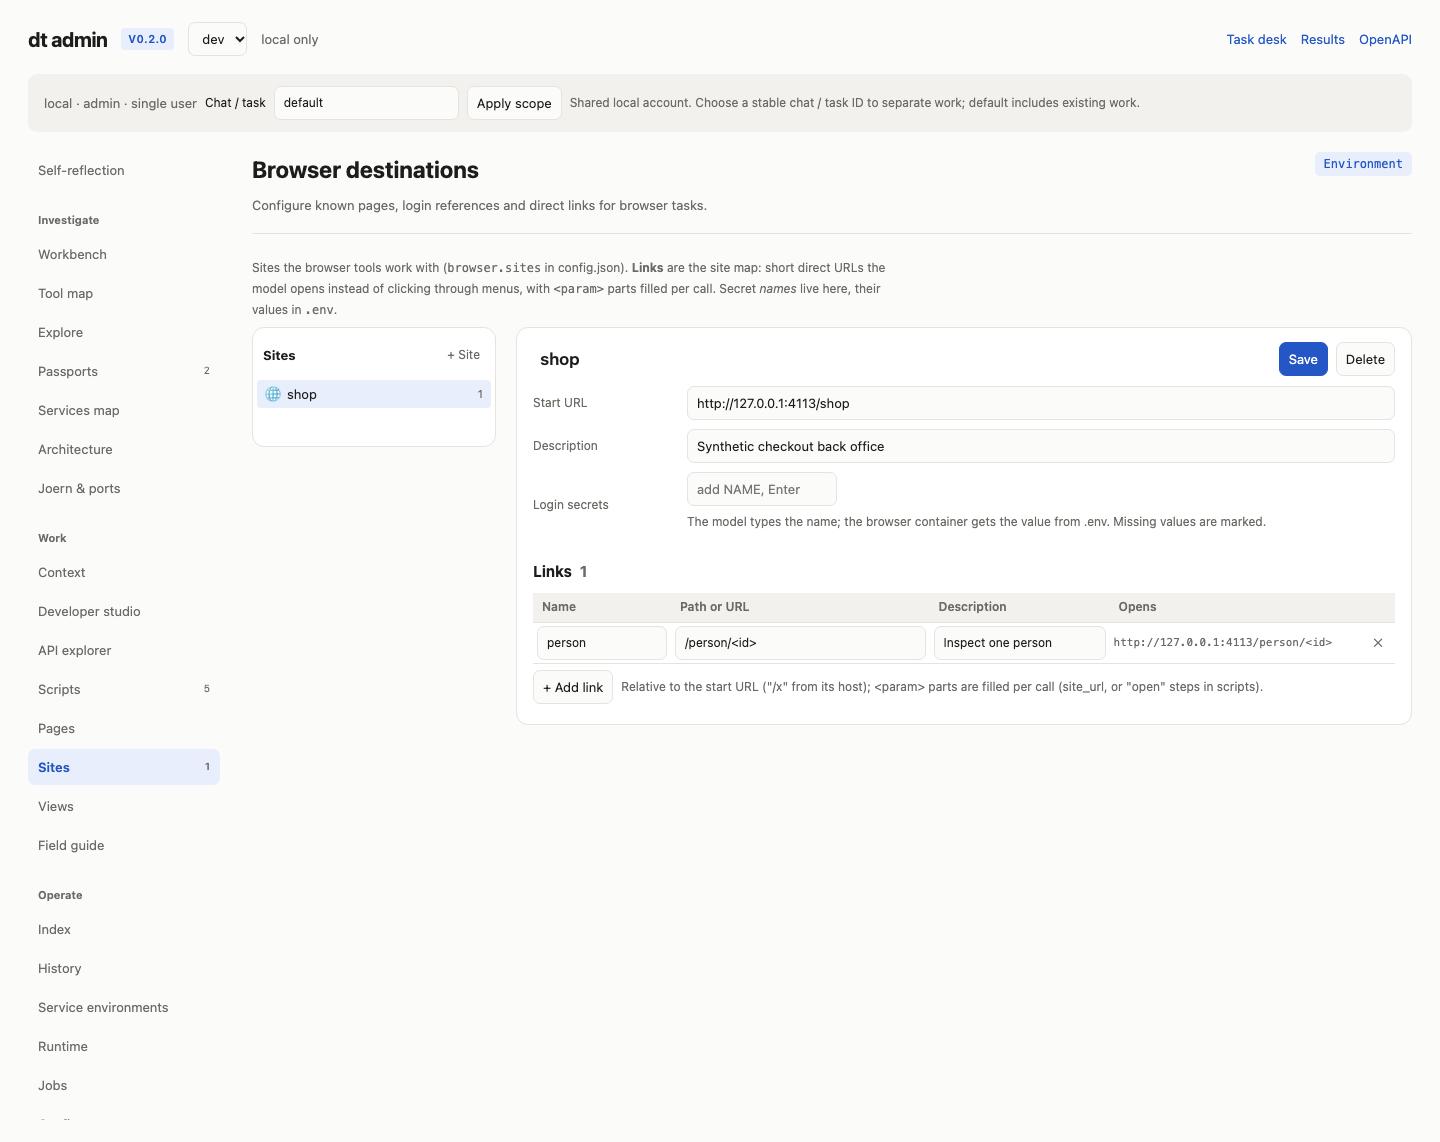 dt admin
V0.2.0
dev
local only
Task desk
Results
OpenAPI
local · admin · single user
Chat / task
default
Apply scope
Shared local account. Choose a stable chat / task ID to separate work; default includes existing work.
Self-reflection
Investigate
Workbench
Tool map
Explore
Passports 2
Services map
Architecture
Joern & ports
Work
Context
Developer studio
API explorer
Scripts 5
Pages
Sites 1
Views
Field guide
Operate
Index
History
Service environments
Runtime
Jobs
Browser destinations
Environment
Configure known pages, login references and direct links for browser tasks.
Sites the browser tools work with (browser.sites in config.json). Links are the site map: short direct URLs the
model opens instead of clicking through menus, with <param> parts filled per call. Secret names live here, their
values in .env.
Sites
+ Site
shop 1
shop
Save
Delete
Start URL
http://127.0.0.1:4113/shop
Description
Synthetic checkout back office
Login secrets
add NAME, Enter
The model types the name; the browser container gets the value from .env. Missing values are marked.
Links 1
Name Path or URL Description Opens
person /person/<id> Inspect one person http://127.0.0.1:4113/person/<id> ×
+ Add link
Relative to the start URL ("/x" from its host); <param> parts are filled per call (site_url, or "open" steps in scripts).